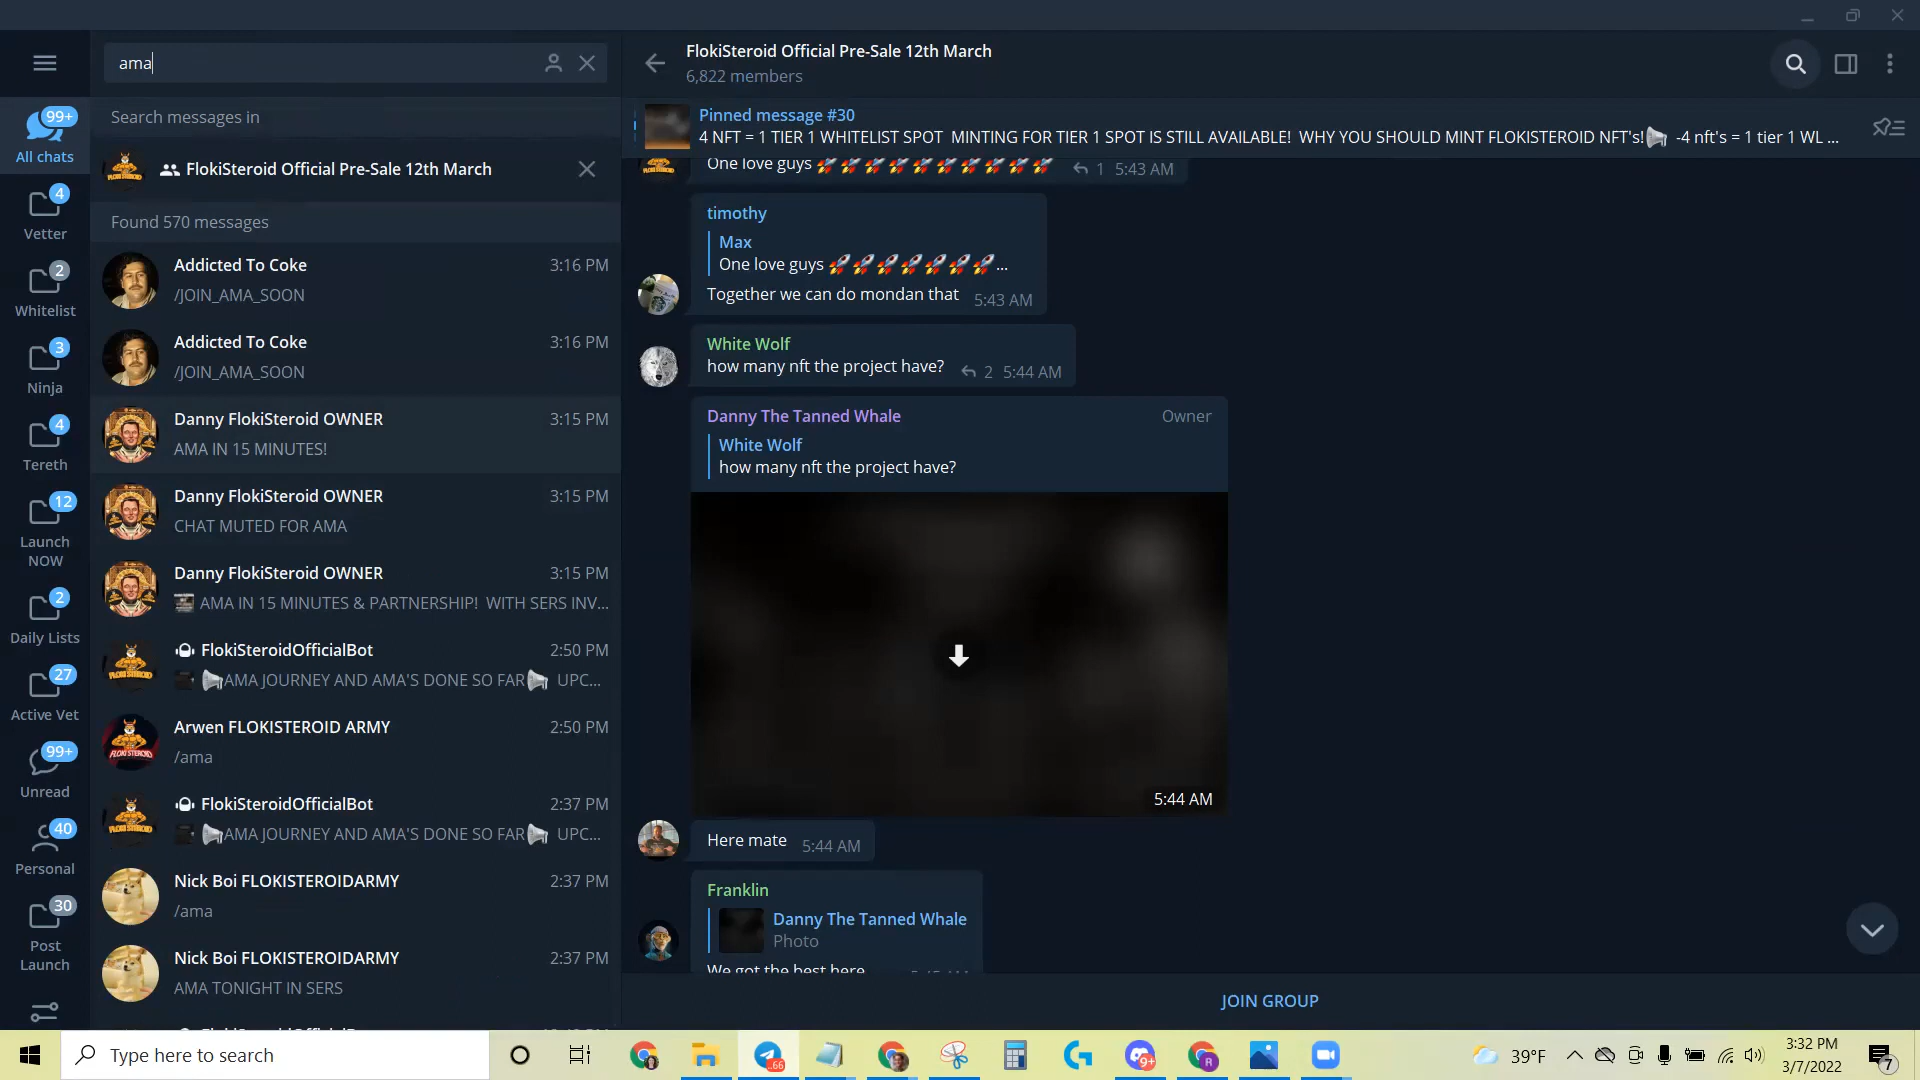 ama
FlokiSteroid Official Pre-Sale 12th March
6,822 members
99+
All chats
4
Vetter
2
Whitelist
3
Ninja
4
Tereth
12
Launch
NOW
2
Daily Lists
27
Active Vet
99+
Unread
40
Personal
30
Post
Launch
Search messages in
FlokiSteroid Official Pre-Sale 12th March
Found 570 messages
Addicted To Coke 3:16 PM
/JOIN_AMA_SOON
Addicted To Coke 3:16 PM
/JOIN_AMA_SOON
Danny FlokiSteroid OWNER 3:15 PM
AMA IN 15 MINUTES!
Danny FlokiSteroid OWNER 3:15 PM
CHAT MUTED FOR AMA
Danny FlokiSteroid OWNER 3:15 PM
AMA IN 15 MINUTES & PARTNERSHIP! WITH SERS INV...
FlokiSteroidOfficialBot 2:50 PM
AMA JOURNEY AND AMA'S DONE SO FAR UPC...
Arwen FLOKISTEROID ARMY 2:50 PM
/ama
FlokiSteroidOfficialBot 2:37 PM
AMA JOURNEY AND AMA'S DONE SO FAR UPC...
Nick Boi FLOKISTEROIDARMY 2:37 PM
/ama
Nick Boi FLOKISTEROIDARMY 2:37 PM
AMA TONIGHT IN SERS
Pinned message #30
4 NFT = 1 TIER 1 WHITELIST SPOT MINTING FOR TIER 1 SPOT IS STILL AVAILABLE! WHY YOU SHOULD MINT FLOKISTEROID NFT's! -4 nft's = 1 tier 1 WL ...
One love guys 1 5:43 AM
timothy
Max
One love guys ...
Together we can do mondan that 5:43 AM
White Wolf
how many nft the project have? 2 5:44 AM
Danny The Tanned Whale Owner
White Wolf
how many nft the project have?
5:44 AM
Here mate 5:44 AM
Franklin
Danny The Tanned Whale
Photo
We got the best here
JOIN GROUP
Type here to search
..66
9+
R
39°F
3:32 PM
3/7/2022
7